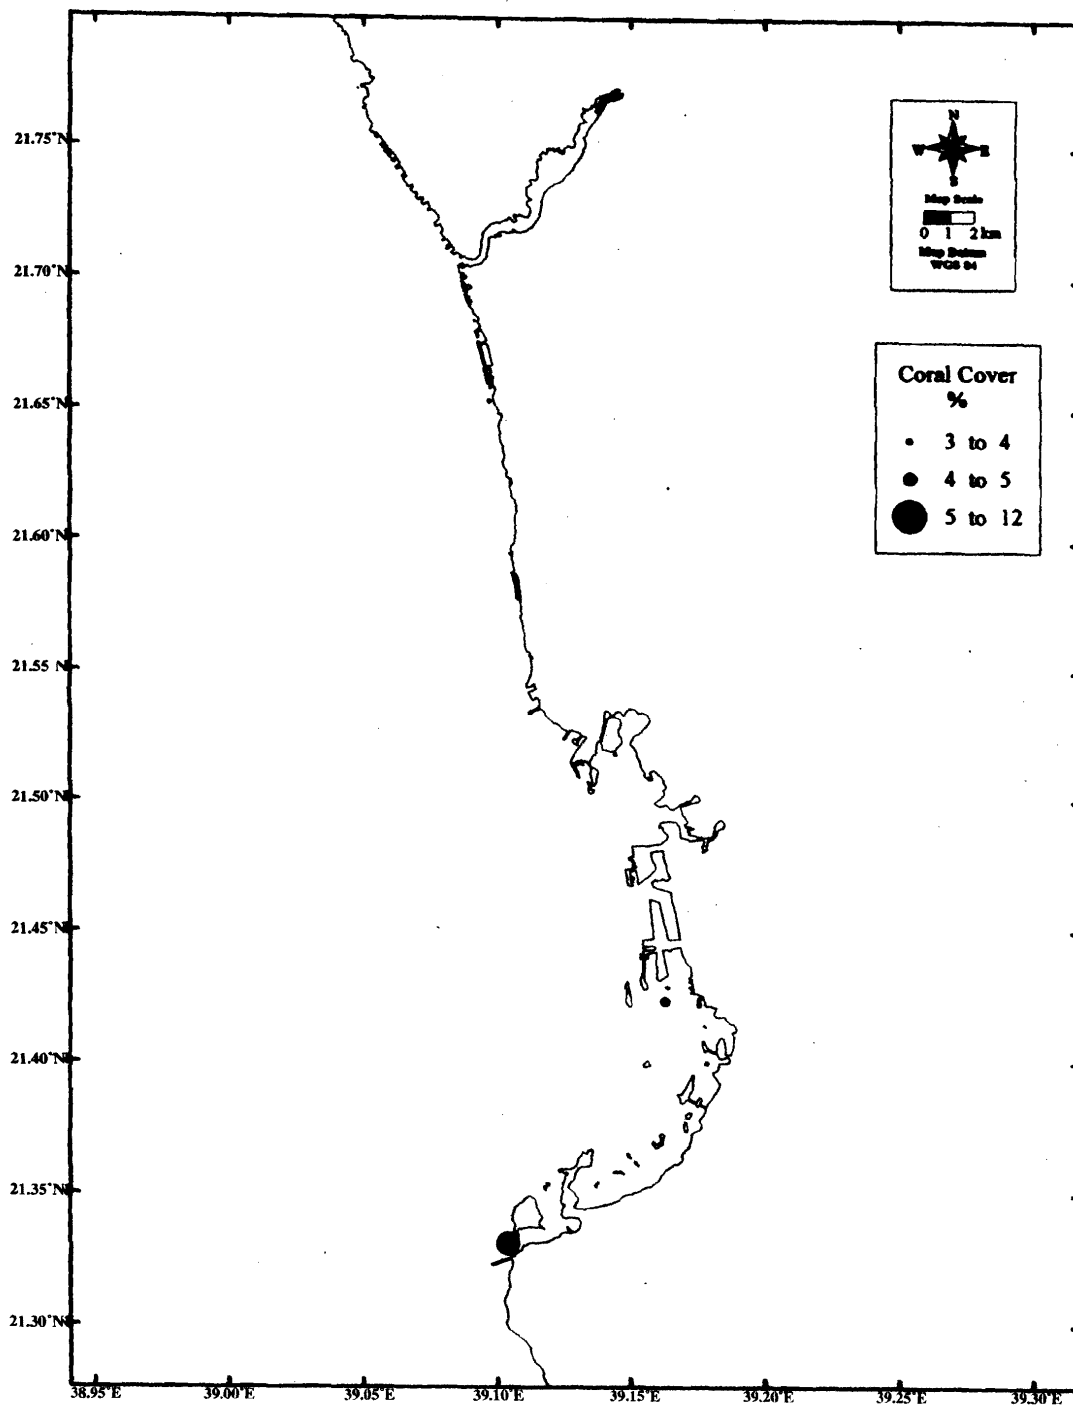 21.75°N
21.70°N
21.65°N
21.60°N
21.55 N
21.50°N
21.45°N
21.40°N
21.35°N
21.30°N
38.95°E 39.00°E 39.05°E 39.10°E 39.15°E 39.20°E 39.25°E 39.30°E
N
W E
S
Map Scale
0 1 2 km
Map Datum
WGS 84
Coral Cover
%
3 to 4
4 to 5
5 to 12